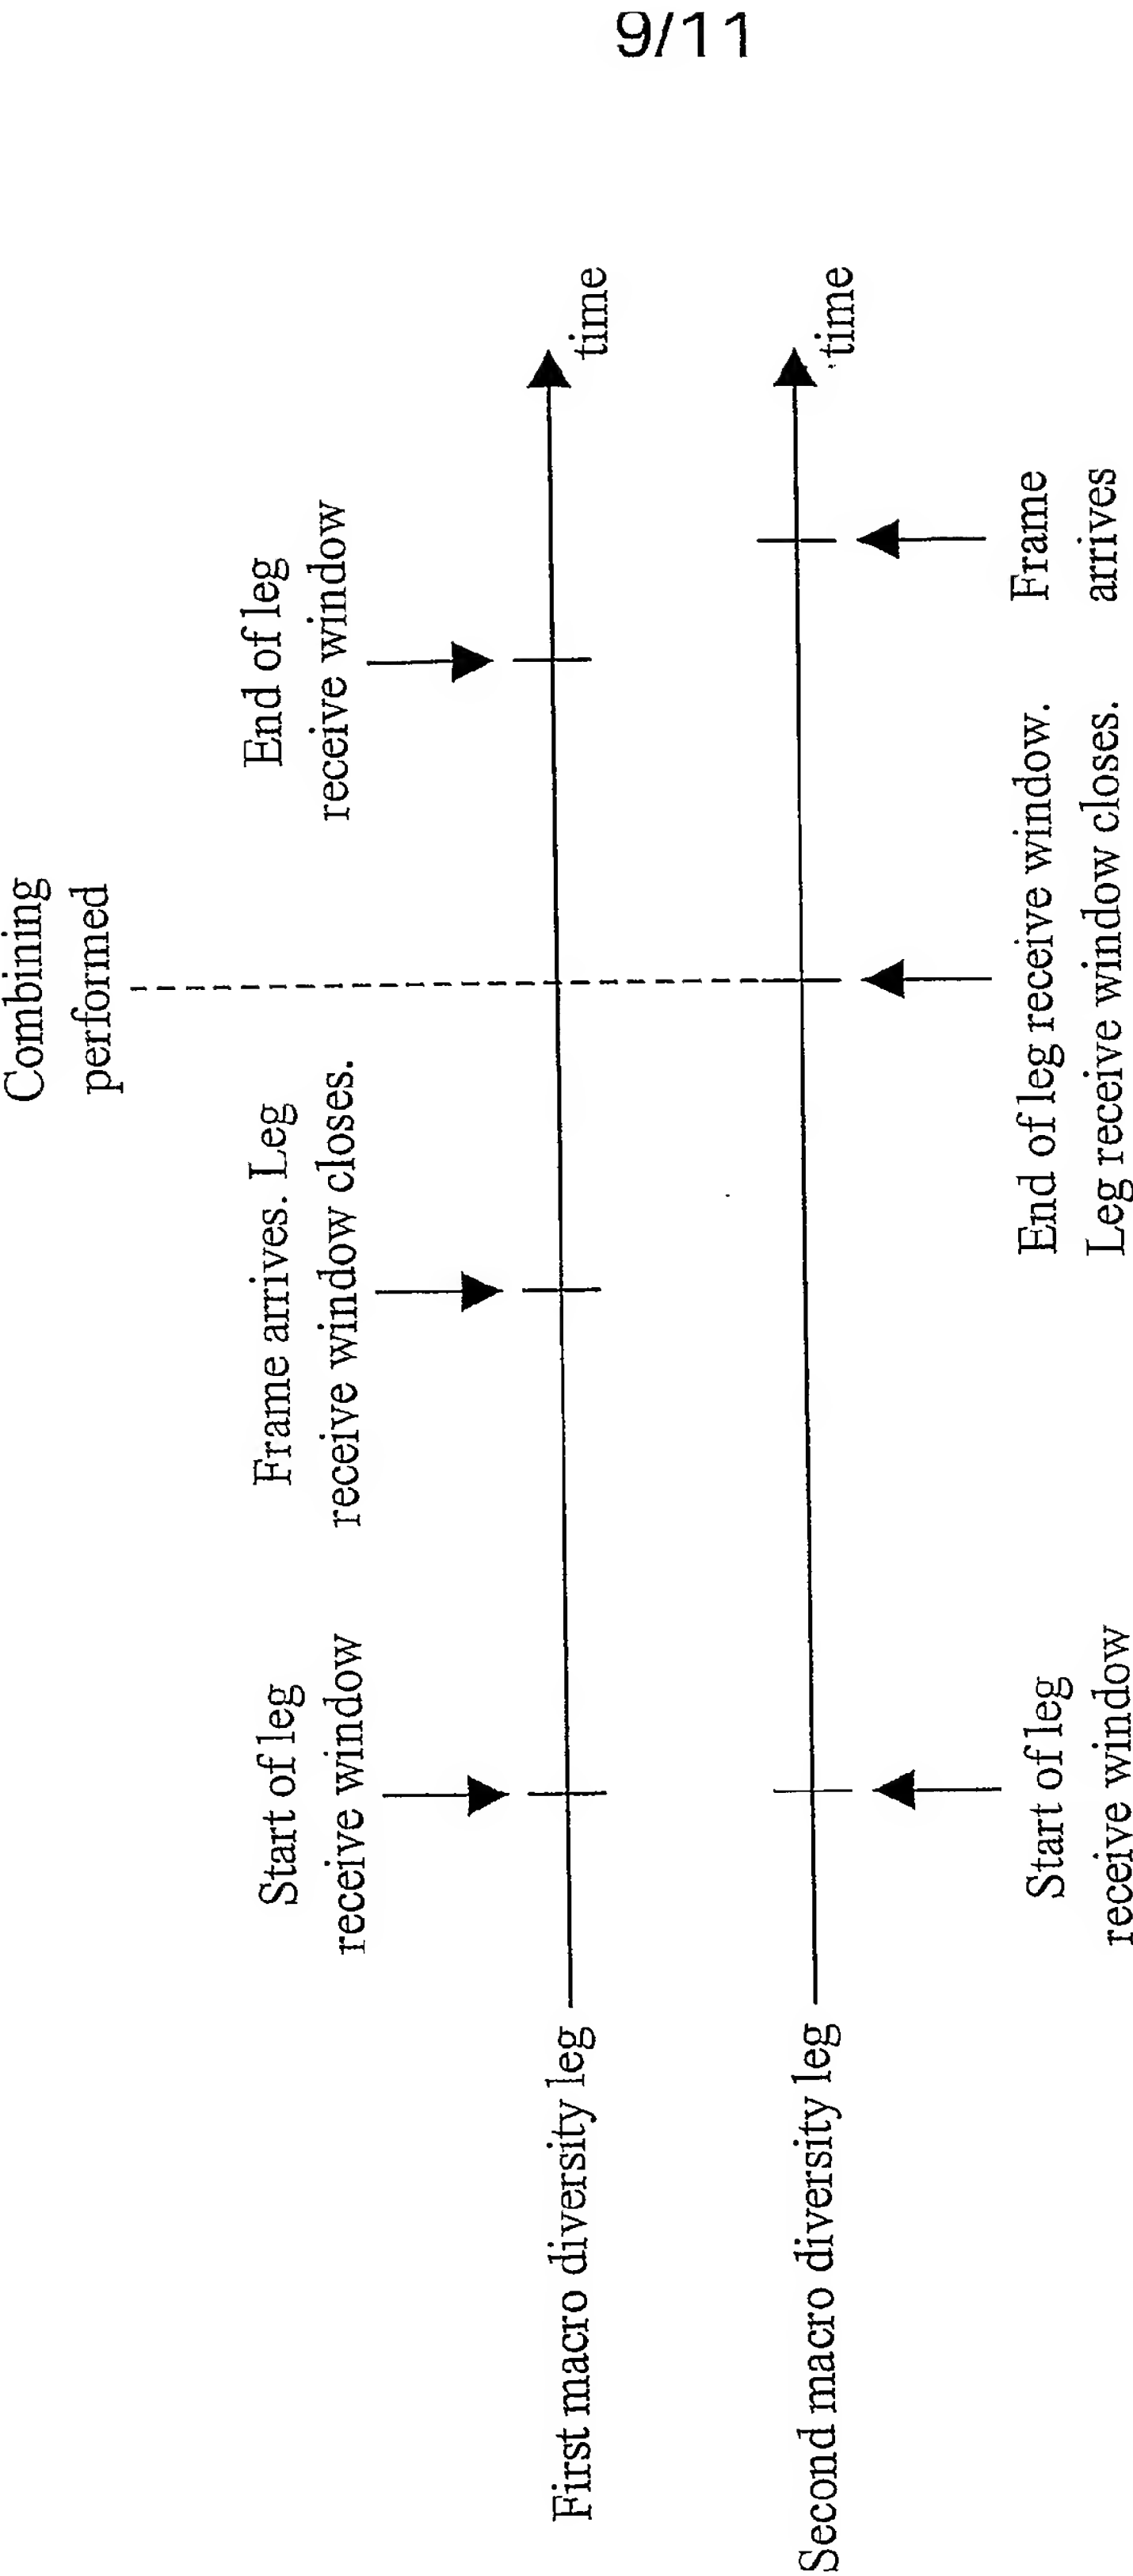 9/11
Combining
performed
Start of leg
receive window
Frame arrives. Leg
receive window closes.
End of leg
receive window
First macro diversity leg
time
Second macro diversity leg
time
Start of leg
receive window
End of leg receive window.
Leg receive window closes.
Frame
arrives